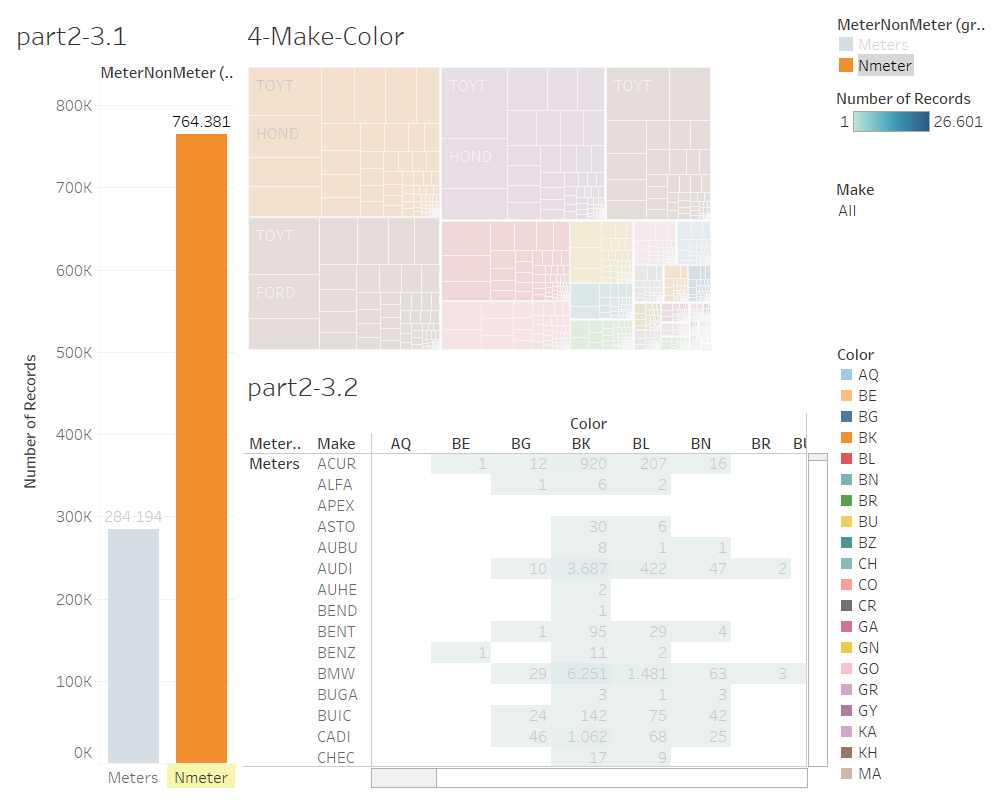 part2-3.1
MeterNonMeter (..
800K
764.381
700K
600K
500K
400K
300K
284.194
200K
100K
0K
Number of Records
Meters
Nmeter
4-Make-Color
TOYT
TOYT
TOYT
HOND
HOND
TOYT
FORD
part2-3.2
Color
Meter.. Make AQ BE BG BK BL BN BR
Meters ACUR 1 12 920 207 16
ALFA 1 6 2
APEX
ASTO 30 6
AUBU 8 1 1
AUDI 10 3.687 422 47 2
AUHE 2
BEND 1
BENT 1 95 29 4
BENZ 1 11 2
BMW 29 6.251 1.481 63 3
BUGA 3 1 3
BUIC 24 142 75 42
CADI 46 1.062 68 25
CHEC 17 9
MeterNonMeter (gr..
Meters
Nmeter
Number of Records
1 26.601
Make
All
Color
AQ
BE
BG
BK
BL
BN
BR
BU
BZ
CH
CO
CR
GA
GN
GO
GR
GY
KA
KH
MA